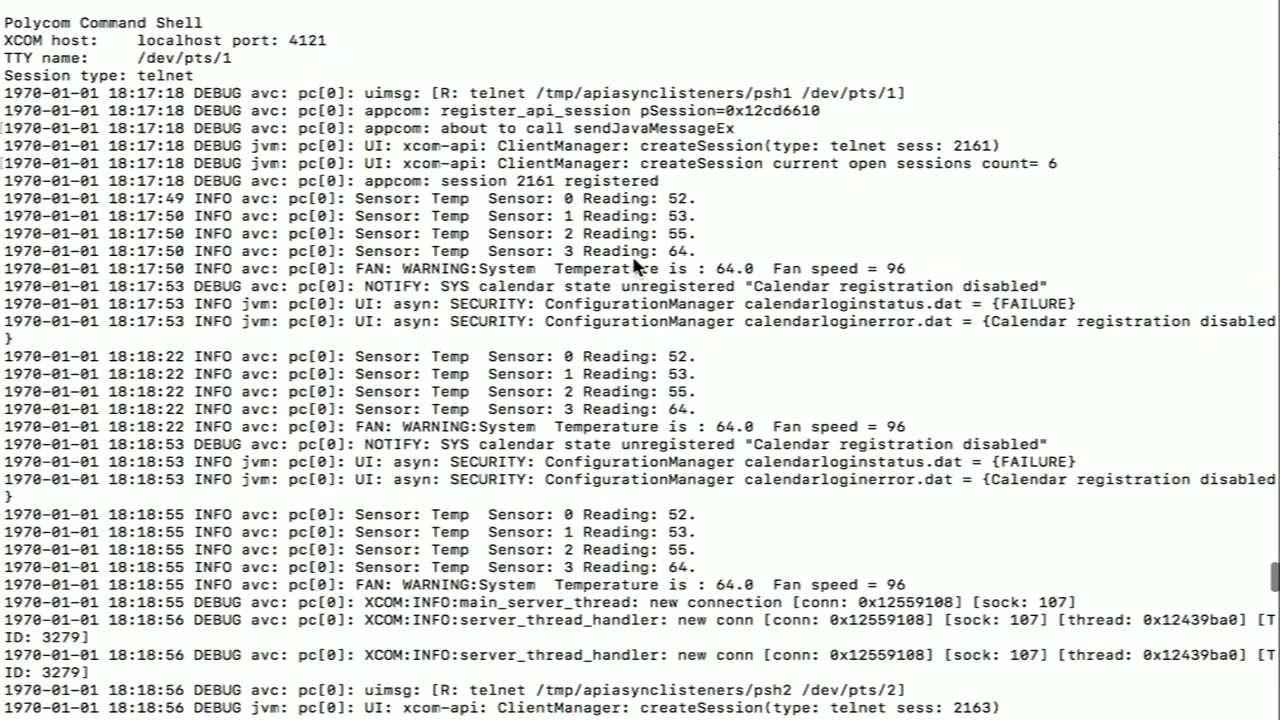 Polycom Command Shell
XCOM host:    localhost port: 4121
TTY name:     /dev/pts/1
Session type: telnet
1970-01-01 18:17:18 DEBUG avc: pc[0]: uimsg: [R: telnet /tmp/apiasynclisteners/psh1 /dev/pts/1]
1970-01-01 18:17:18 DEBUG avc: pc[0]: appcom: register_api_session pSession=0x12cd6610
1970-01-01 18:17:18 DEBUG avc: pc[0]: appcom: about to call sendJavaMessageEx
1970-01-01 18:17:18 DEBUG jvm: pc[0]: UI: xcom-api: ClientManager: createSession(type: telnet sess: 2161)
1970-01-01 18:17:18 DEBUG jvm: pc[0]: UI: xcom-api: ClientManager: createSession current open sessions count= 6
1970-01-01 18:17:18 DEBUG avc: pc[0]: appcom: session 2161 registered
1970-01-01 18:17:49 INFO avc: pc[0]: Sensor: Temp  Sensor: 0 Reading: 52.
1970-01-01 18:17:50 INFO avc: pc[0]: Sensor: Temp  Sensor: 1 Reading: 53.
1970-01-01 18:17:50 INFO avc: pc[0]: Sensor: Temp  Sensor: 2 Reading: 55.
1970-01-01 18:17:50 INFO avc: pc[0]: Sensor: Temp  Sensor: 3 Reading: 64.
1970-01-01 18:17:50 INFO avc: pc[0]: FAN: WARNING:System  Temperature is : 64.0  Fan speed = 96
1970-01-01 18:17:53 DEBUG avc: pc[0]: NOTIFY: SYS calendar state unregistered "Calendar registration disabled"
1970-01-01 18:17:53 INFO jvm: pc[0]: UI: asyn: SECURITY: ConfigurationManager calendarloginstatus.dat = {FAILURE}
1970-01-01 18:17:53 INFO jvm: pc[0]: UI: asyn: SECURITY: ConfigurationManager calendarloginerror.dat = {Calendar registration disabled
}
1970-01-01 18:18:22 INFO avc: pc[0]: Sensor: Temp  Sensor: 0 Reading: 52.
1970-01-01 18:18:22 INFO avc: pc[0]: Sensor: Temp  Sensor: 1 Reading: 53.
1970-01-01 18:18:22 INFO avc: pc[0]: Sensor: Temp  Sensor: 2 Reading: 55.
1970-01-01 18:18:22 INFO avc: pc[0]: Sensor: Temp  Sensor: 3 Reading: 64.
1970-01-01 18:18:22 INFO avc: pc[0]: FAN: WARNING:System  Temperature is : 64.0  Fan speed = 96
1970-01-01 18:18:53 DEBUG avc: pc[0]: NOTIFY: SYS calendar state unregistered "Calendar registration disabled"
1970-01-01 18:18:53 INFO jvm: pc[0]: UI: asyn: SECURITY: ConfigurationManager calendarloginstatus.dat = {FAILURE}
1970-01-01 18:18:53 INFO jvm: pc[0]: UI: asyn: SECURITY: ConfigurationManager calendarloginerror.dat = {Calendar registration disabled
}
1970-01-01 18:18:55 INFO avc: pc[0]: Sensor: Temp  Sensor: 0 Reading: 52.
1970-01-01 18:18:55 INFO avc: pc[0]: Sensor: Temp  Sensor: 1 Reading: 53.
1970-01-01 18:18:55 INFO avc: pc[0]: Sensor: Temp  Sensor: 2 Reading: 55.
1970-01-01 18:18:55 INFO avc: pc[0]: Sensor: Temp  Sensor: 3 Reading: 64.
1970-01-01 18:18:55 INFO avc: pc[0]: FAN: WARNING:System  Temperature is : 64.0  Fan speed = 96
1970-01-01 18:18:55 DEBUG avc: pc[0]: XCOM:INFO:main_server_thread: new connection [conn: 0x12559108] [sock: 107]
1970-01-01 18:18:56 DEBUG avc: pc[0]: XCOM:INFO:server_thread_handler: new conn [conn: 0x12559108] [sock: 107] [thread: 0x12439ba0] [T
ID: 3279]
1970-01-01 18:18:56 DEBUG avc: pc[0]: XCOM:INFO:server_thread_handler: new conn [conn: 0x12559108] [sock: 107] [thread: 0x12439ba0] [T
ID: 3279]
1970-01-01 18:18:56 DEBUG avc: pc[0]: uimsg: [R: telnet /tmp/apiasynclisteners/psh2 /dev/pts/2]
1970-01-01 18:18:56 DEBUG jvm: pc[0]: UI: xcom-api: ClientManager: createSession(type: telnet sess: 2163)